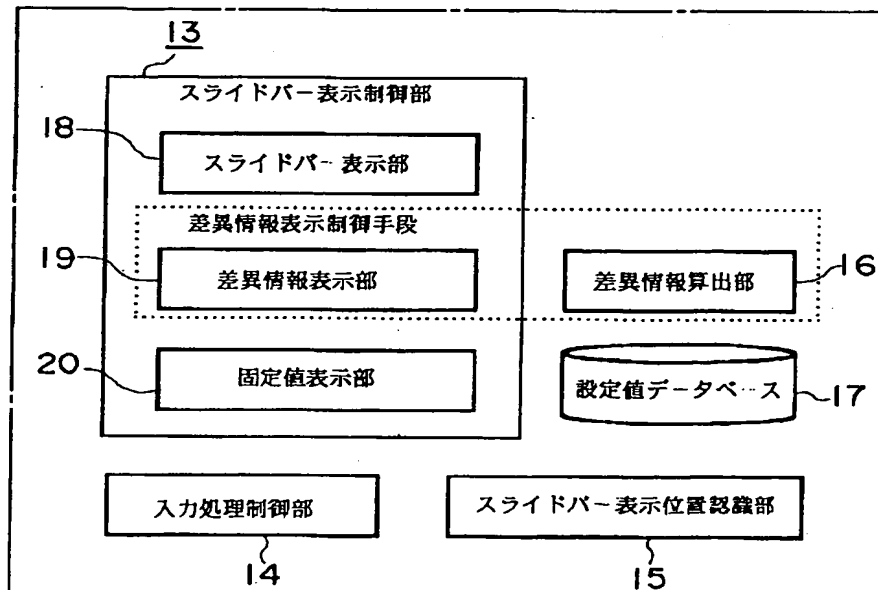 13
スライドバー表示制御部
18
スライドバー表示部
差異情報表示制御手段
19
差異情報表示部
差異情報算出部
16
20
固定値表示部
設定値データベース
17
入力処理制御部
スライドバー表示位置認識部
14
15